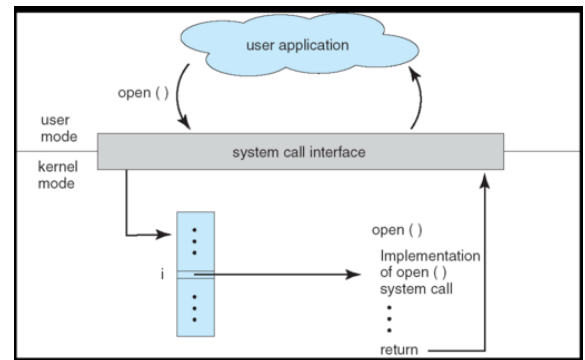 user application
open ( )
user
mode
system call interface
kernel
mode
open ( )
i
Implementation
of open ( )
system call
return